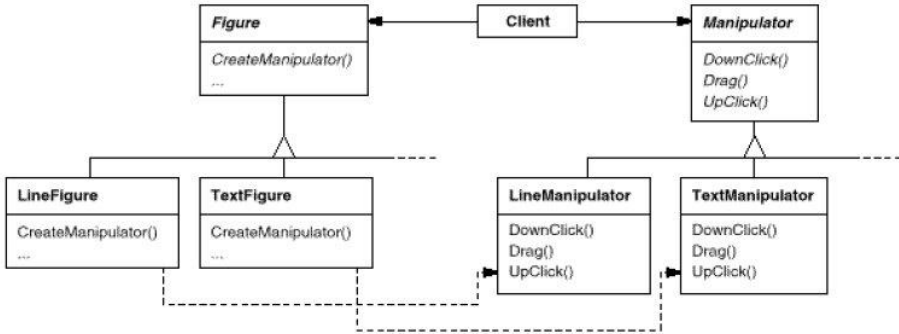 Figure
CreateManipulator()
...
Client
Manipulator
DownClick()
Drag()
UpClick()
LineFigure
CreateManipulator()
...
TextFigure
CreateManipulator()
...
LineManipulator
DownClick()
Drag()
UpClick()
TextManipulator
DownClick()
Drag()
UpClick()